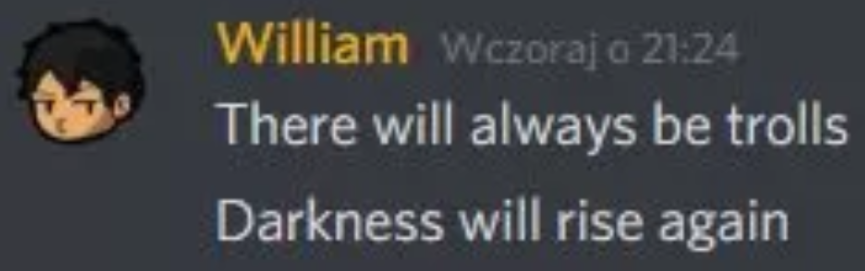 William Wczoraj o 21:24
There will always be trolls
Darkness will rise again